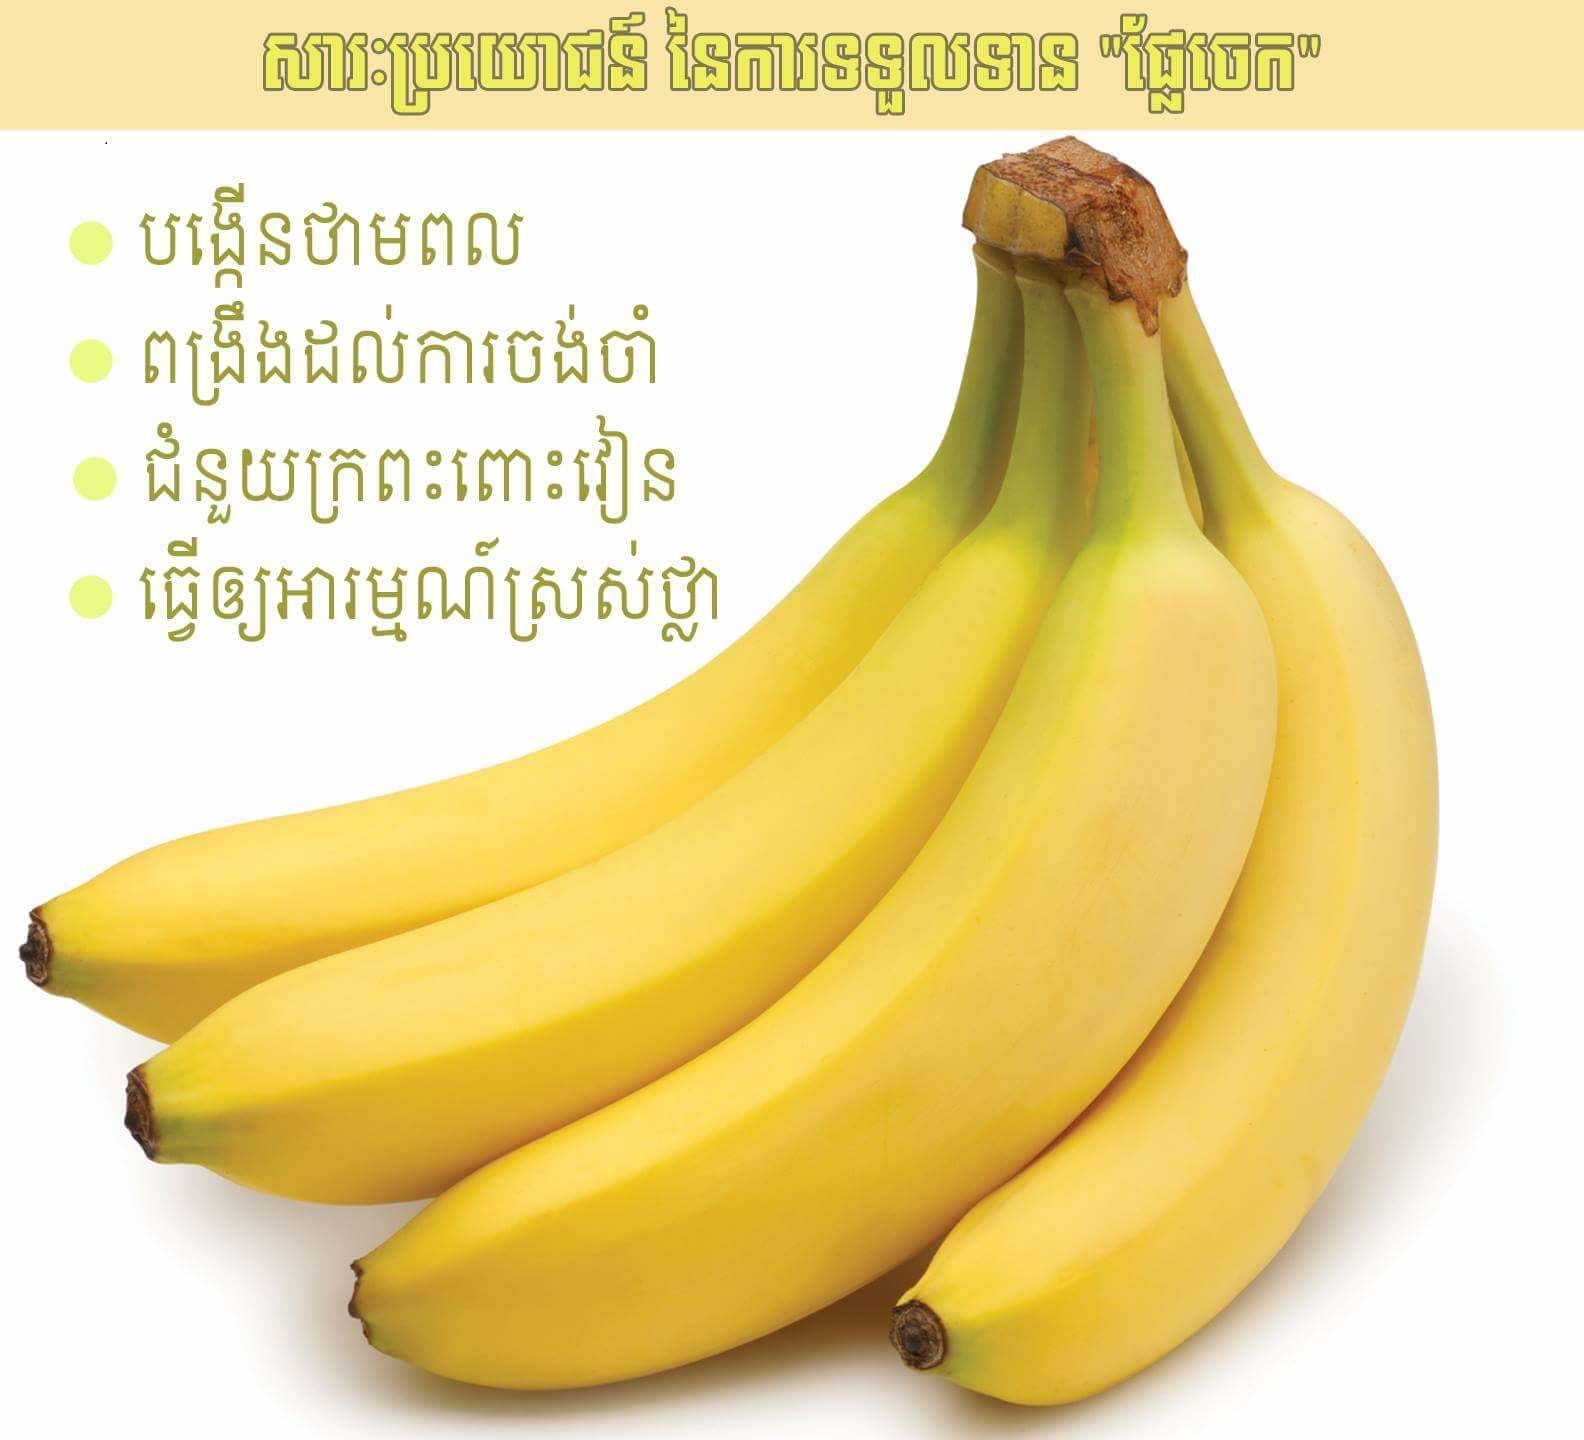 សារៈប្រយោជន៍ នៃការទទួលទាន "ផ្លែចេក"
បង្កើនថាមពល
ពង្រឹងដល់ការចង់ចាំ
ជំនួយក្រពះពោះវៀន
ធ្វើឲ្យអារម្មណ៍ស្រស់ថ្លា